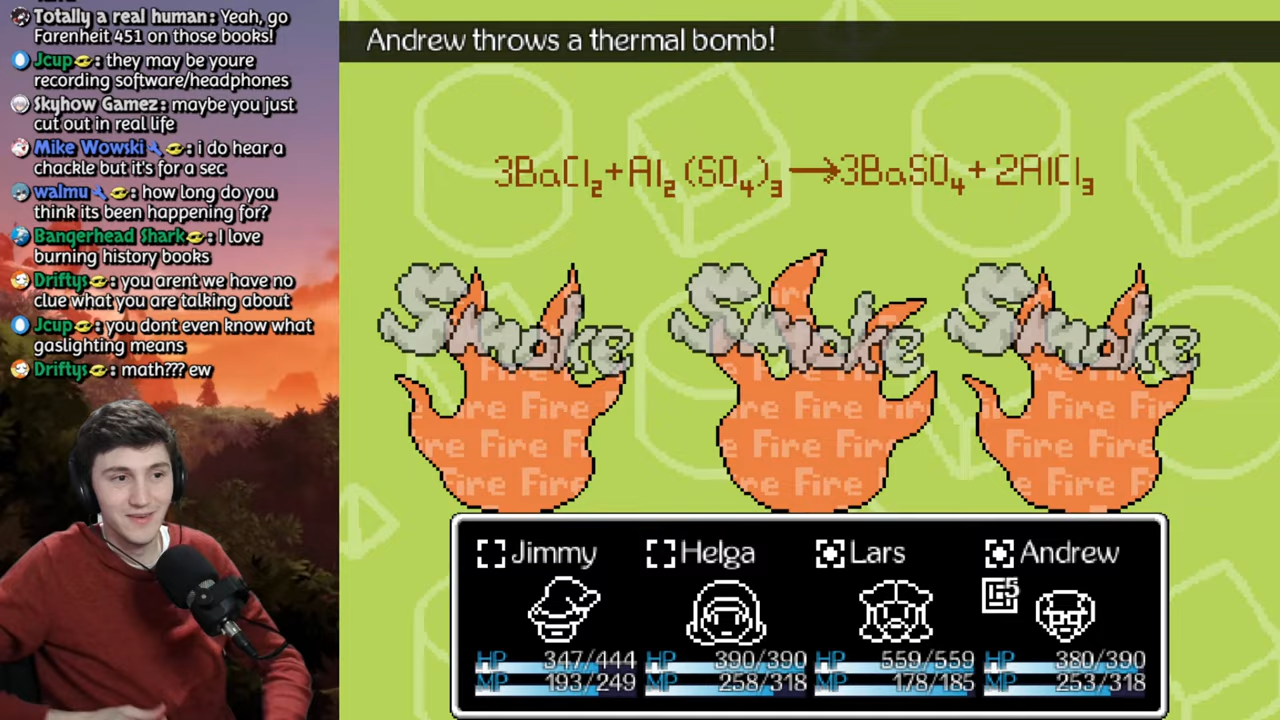 Totally a real human: Yeah, go
Farenheit 451 on those books!
Jcup: they may be youre
recording software/headphones
Skyhow Gamez: maybe you just
cut out in real life
Mike Wowski: i do hear a
chackle but it's for a sec
walmu: how long do you
think its been happening for?
Bangerhead Shark: I love
burning history books
Driftys: you arent we have no
clue what you are talking about
Jcup: you dont even know what
gaslighting means
Driftys: math??? ew
Andrew throws a thermal bomb!
3BaCl₂+Al₂(SO₄)₃→3BaSO₄+2AlCl₃
Smoke Smoke Smoke
Fire Fire Fire
Fire Fire Fire
Fire Fire Fire
Jimmy Helga Lars Andrew
5
HP 347/444 HP 390/390 HP 559/559 HP 380/390
MP 193/249 MP 258/318 MP 178/185 MP 253/318